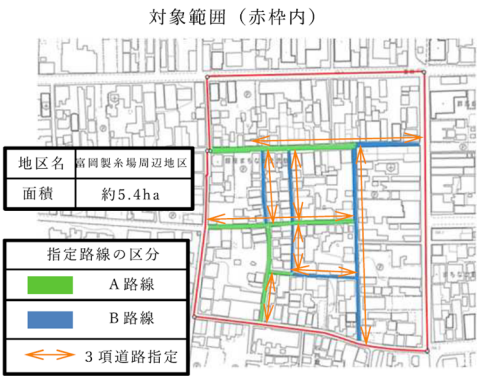 対象範囲（赤枠内）
地区名 富岡製糸場周辺地区
面積 約5.4ha
指定路線の区分
A路線
B路線
3項道路指定